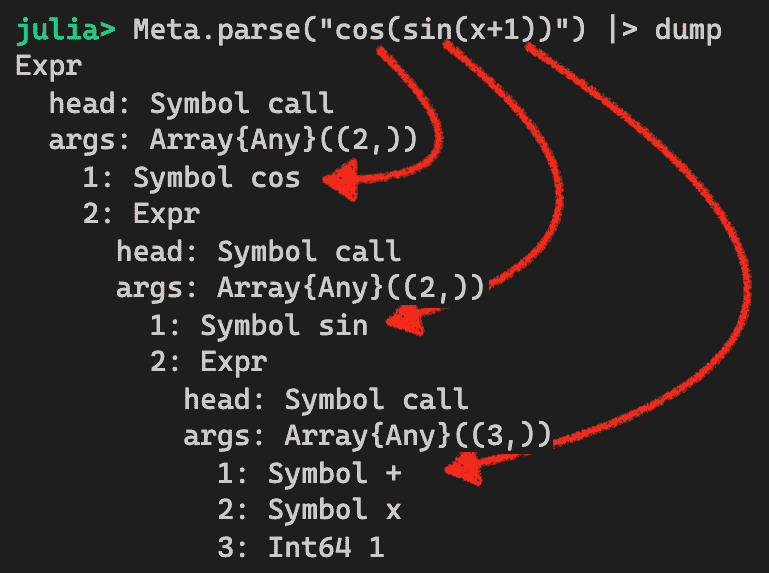 julia> Meta.parse("cos(sin(x+1))") |> dump
Expr
  head: Symbol call
  args: Array{Any}((2,))
    1: Symbol cos
    2: Expr
      head: Symbol call
      args: Array{Any}((2,))
        1: Symbol sin
        2: Expr
          head: Symbol call
          args: Array{Any}((3,))
            1: Symbol +
            2: Symbol x
            3: Int64 1